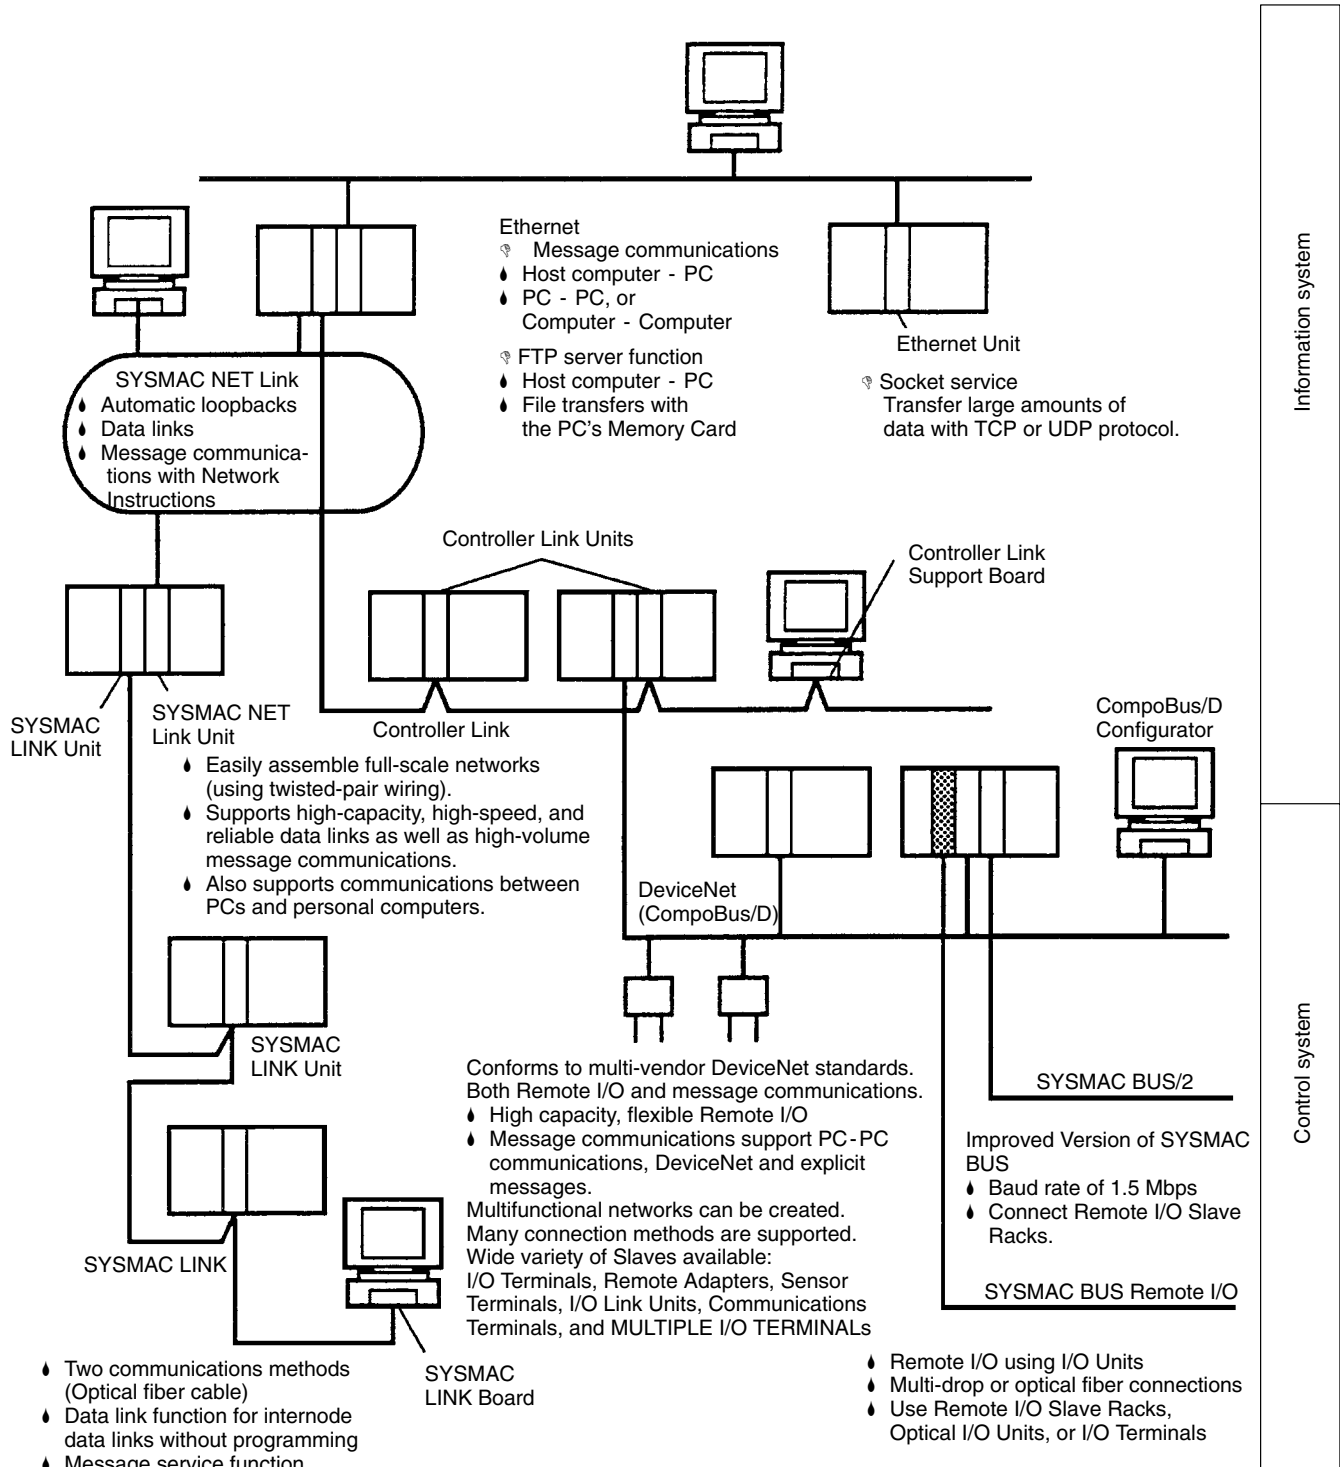 Ethernet
Message communications
Host computer - PC
PC - PC, or
Computer - Computer
FTP server function
Host computer - PC
File transfers with
the PC's Memory Card
Ethernet Unit
Socket service
Transfer large amounts of
data with TCP or UDP protocol.
Information system
SYSMAC NET Link
Automatic loopbacks
Data links
Message communica-
tions with Network
Instructions
Controller Link Units
Controller Link
Support Board
SYSMAC
LINK Unit
SYSMAC NET
Link Unit
Controller Link
CompoBus/D
Configurator
Easily assemble full-scale networks
(using twisted-pair wiring).
Supports high-capacity, high-speed, and
reliable data links as well as high-volume
message communications.
Also supports communications between
PCs and personal computers.
DeviceNet
(CompoBus/D)
Control system
SYSMAC
LINK Unit
Conforms to multi-vendor DeviceNet standards.
Both Remote I/O and message communications.
High capacity, flexible Remote I/O
Message communications support PC-PC
communications, DeviceNet and explicit
messages.
Multifunctional networks can be created.
Many connection methods are supported.
Wide variety of Slaves available:
I/O Terminals, Remote Adapters, Sensor
Terminals, I/O Link Units, Communications
Terminals, and MULTIPLE I/O TERMINALs
SYSMAC BUS/2
Improved Version of SYSMAC
BUS
Baud rate of 1.5 Mbps
Connect Remote I/O Slave
Racks.
SYSMAC BUS Remote I/O
SYSMAC LINK
SYSMAC
LINK Board
Two communications methods
(Optical fiber cable)
Data link function for internode
data links without programming
Message service function
Remote I/O using I/O Units
Multi-drop or optical fiber connections
Use Remote I/O Slave Racks,
Optical I/O Units, or I/O Terminals